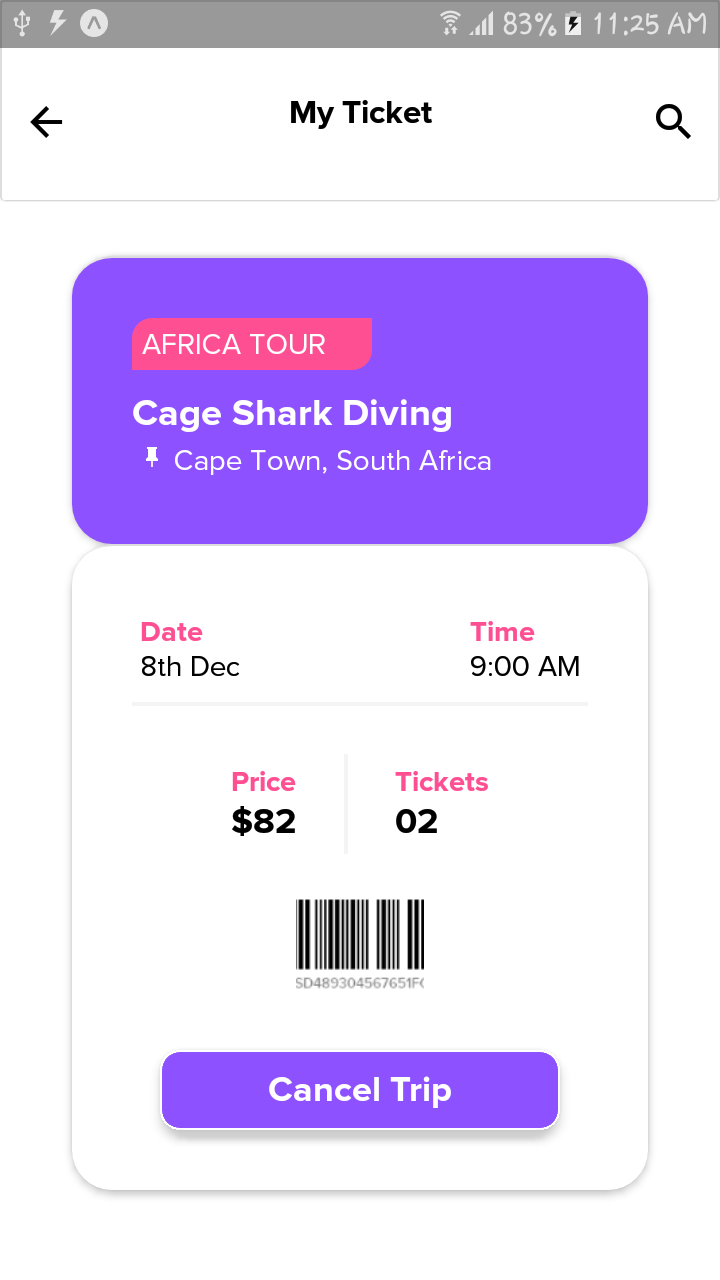 83% 11:25 AM
My Ticket
AFRICA TOUR
Cage Shark Diving
Cape Town, South Africa
Date Time
8th Dec 9:00 AM
Price Tickets
$82 02
SD489304567651F
Cancel Trip